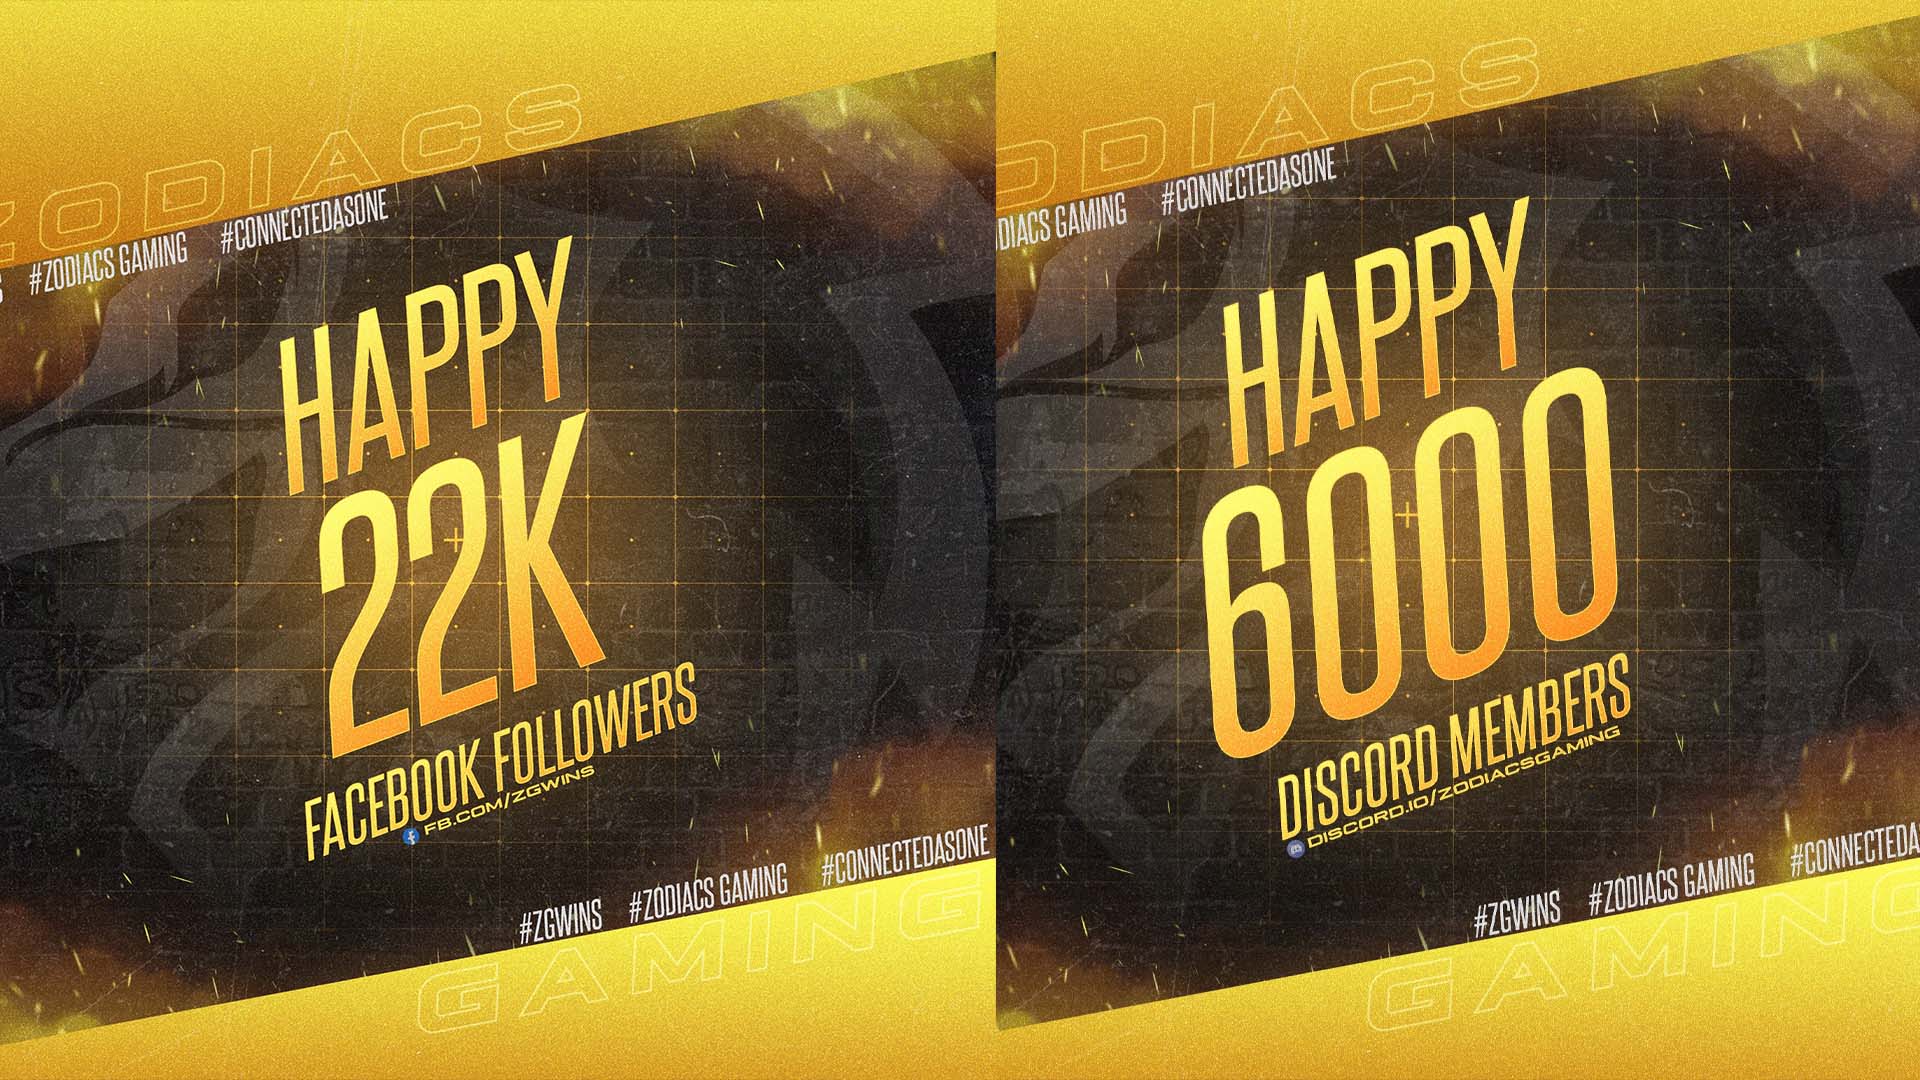 ZODIACS
#ZODIACS GAMING #CONNECTEDASONE
HAPPY
22K
FACEBOOK FOLLOWERS
FB.COM/ZGWINS
#ZGWINS #ZODIACS GAMING #CONNECTEDASONE
GAMING
ODIACS
ODIACS GAMING #CONNECTEDASONE
HAPPY
6000
DISCORD MEMBERS
DISCORD.IO/ZODIACSGAMING
#ZGWINS #ZODIACS GAMING #CONNECTEDA
GAMING